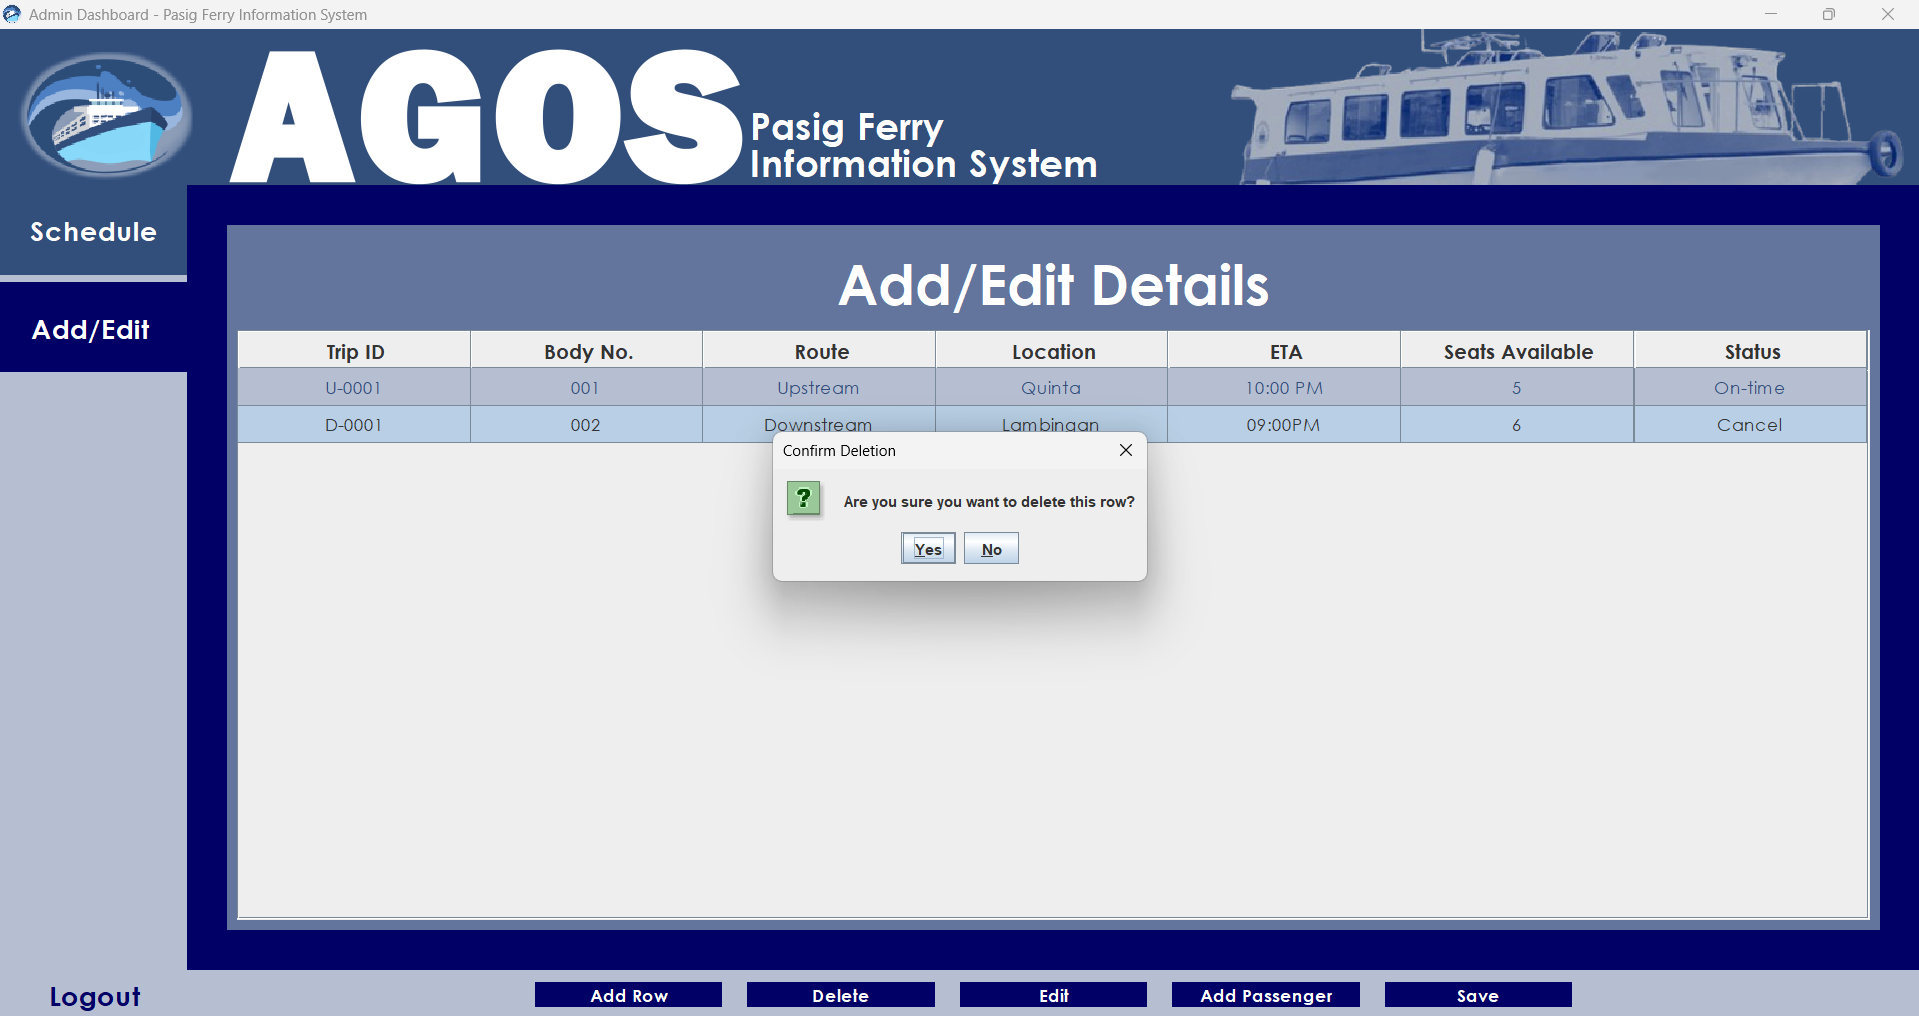 Admin Dashboard - Pasig Ferry Information System
AGOS
Pasig Ferry
Information System
Schedule
Add/Edit
Add/Edit Details
Trip ID Body No. Route Location ETA Seats Available Status
U-0001 001 Upstream Quinta 10:00 PM 5 On-time
D-0001 002 Downstream Lambingan 09:00PM 6 Cancel
Confirm Deletion
? Are you sure you want to delete this row?
Yes No
Logout Add Row Delete Edit Add Passenger Save